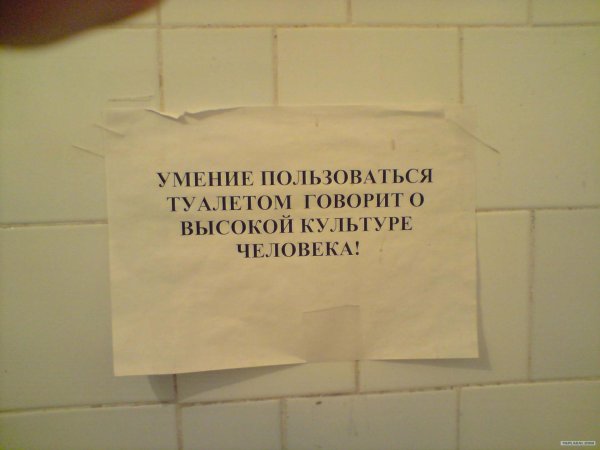 УМЕНИЕ ПОЛЬЗОВАТЬСЯ
ТУАЛЕТОМ ГОВОРИТ О
ВЫСОКОЙ КУЛЬТУРЕ
ЧЕЛОВЕКА!